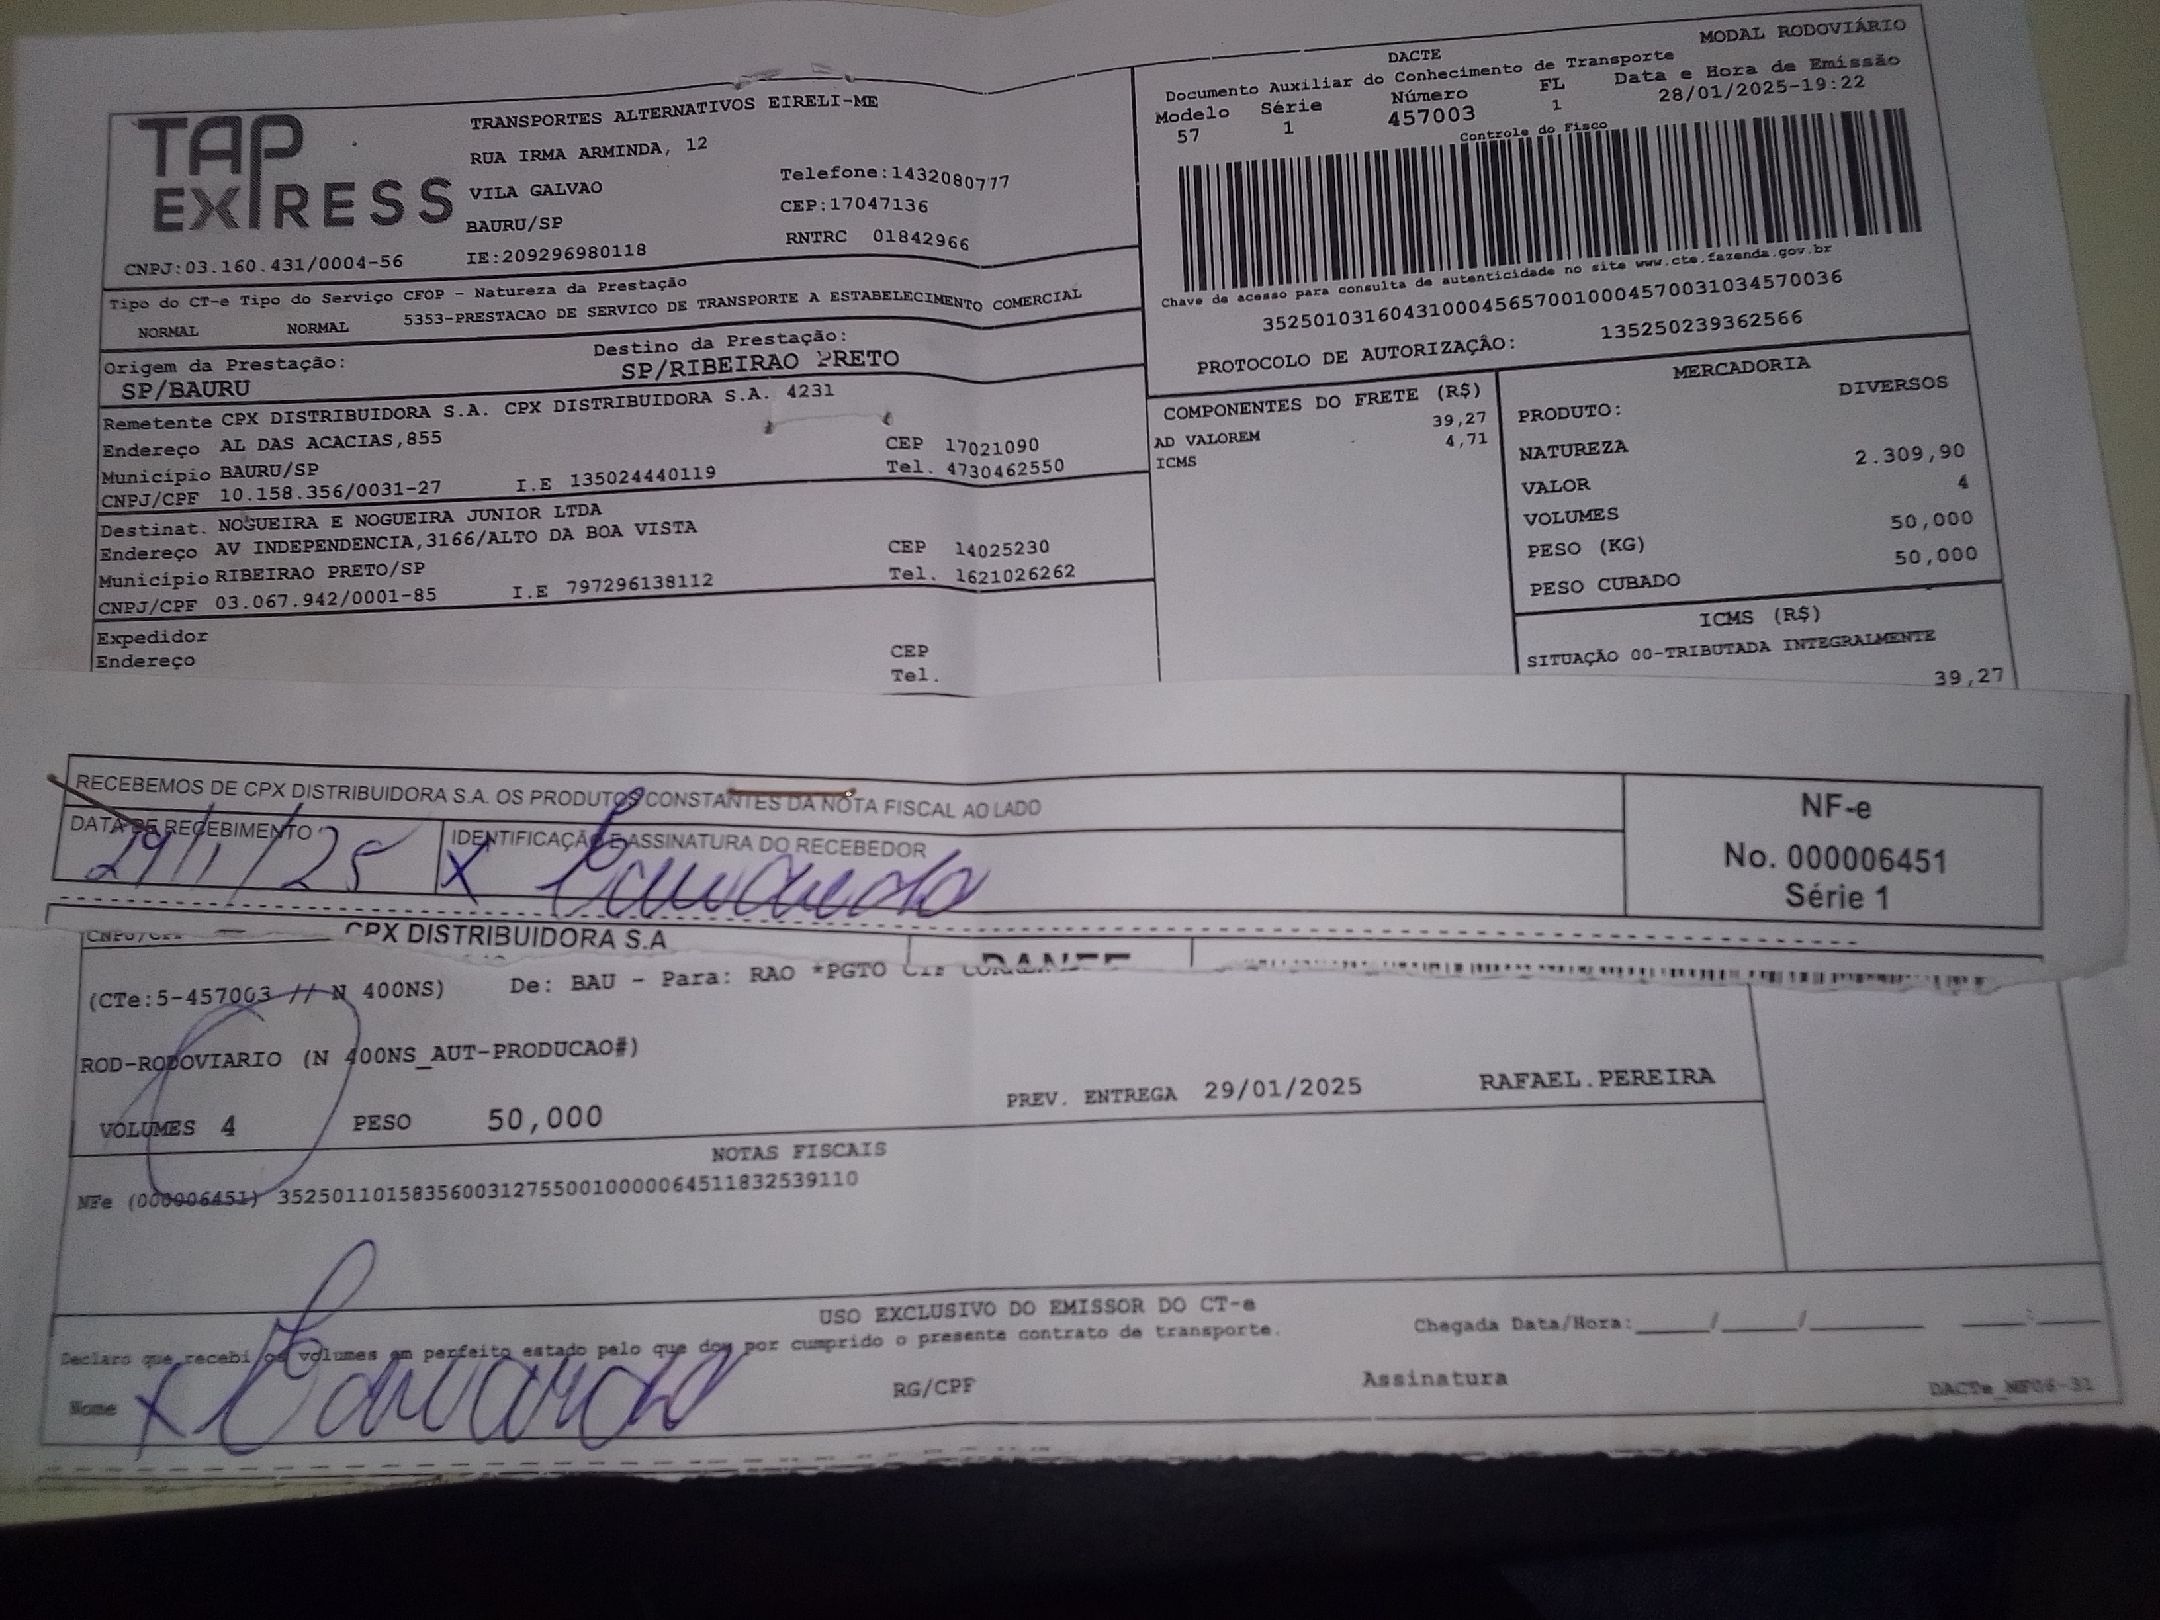 TAP EXPRESS
TRANSPORTES ALTERNATIVOS EIRELI-ME
RUA IRMA ARMINDA, 12
VILA GALVAO Telefone:1432080777
BAURU/SP CEP:17047136
CNPJ:03.160.431/0004-56 IE:209296980118 RNTRC 01842966
MODAL RODOVIÁRIO
DACTE
Documento Auxiliar do Conhecimento de Transporte
Modelo Série Número FL Data e Hora de Emissão
57 1 457003 1 28/01/2025-19:22
Controle do Fisco
Chave de acesso para consulta de autenticidade no site www.cte.fazenda.gov.br
35250103160431000456570010004570031034570036
PROTOCOLO DE AUTORIZAÇÃO: 135250239362566
Tipo do CT-e Tipo do Serviço CFOP - Natureza da Prestação
NORMAL NORMAL 5353-PRESTACAO DE SERVICO DE TRANSPORTE A ESTABELECIMENTO COMERCIAL
Origem da Prestação: Destino da Prestação:
SP/BAURU SP/RIBEIRAO PRETO
Remetente CPX DISTRIBUIDORA S.A. CPX DISTRIBUIDORA S.A. 4231
Endereço AL DAS ACACIAS,855 CEP 17021090
Município BAURU/SP Tel. 4730462550
CNPJ/CPF 10.158.356/0031-27 I.E 135024440119
Destinat. NOGUEIRA E NOGUEIRA JUNIOR LTDA
Endereço AV INDEPENDENCIA,3166/ALTO DA BOA VISTA CEP 14025230
Município RIBEIRAO PRETO/SP Tel. 1621026262
CNPJ/CPF 03.067.942/0001-85 I.E 797296138112
Expedidor CEP
Endereço Tel.
COMPONENTES DO FRETE (R$)
AD VALOREM 39,27
ICMS 4,71
MERCADORIA
PRODUTO: DIVERSOS
NATUREZA
VALOR 2.309,90
VOLUMES 4
PESO (KG) 50,000
PESO CUBADO 50,000
ICMS (R$)
SITUAÇÃO 00-TRIBUTADA INTEGRALMENTE
39,27
RECEBEMOS DE CPX DISTRIBUIDORA S.A. OS PRODUTOS CONSTANTES DA NOTA FISCAL AO LADO
DATA DE RECEBIMENTO IDENTIFICAÇÃO E ASSINATURA DO RECEBEDOR
29/1/25 X Eduardo
NF-e
No. 000006451
Série 1
CNPJ/CPF CPX DISTRIBUIDORA S.A DANFE
(CTe:5-457003 // N 400NS) De: BAU - Para: RAO *PGTO CIF
ROD-RODOVIARIO (N 400NS_AUT-PRODUCAO#)
VOLUMES 4 PESO 50,000 PREV. ENTREGA 29/01/2025 RAFAEL.PEREIRA
NOTAS FISCAIS
NFe (000006451) 35250110158356003127550010000064511832539110
USO EXCLUSIVO DO EMISSOR DO CT-e
Declaro que recebi os volumes em perfeito estado pelo que dou por cumprido o presente contrato de transporte. Chegada Data/Hora:_____/_____/_______ ____:____
Nome X Eduardo RG/CPF Assinatura
DACTe_MF06-31